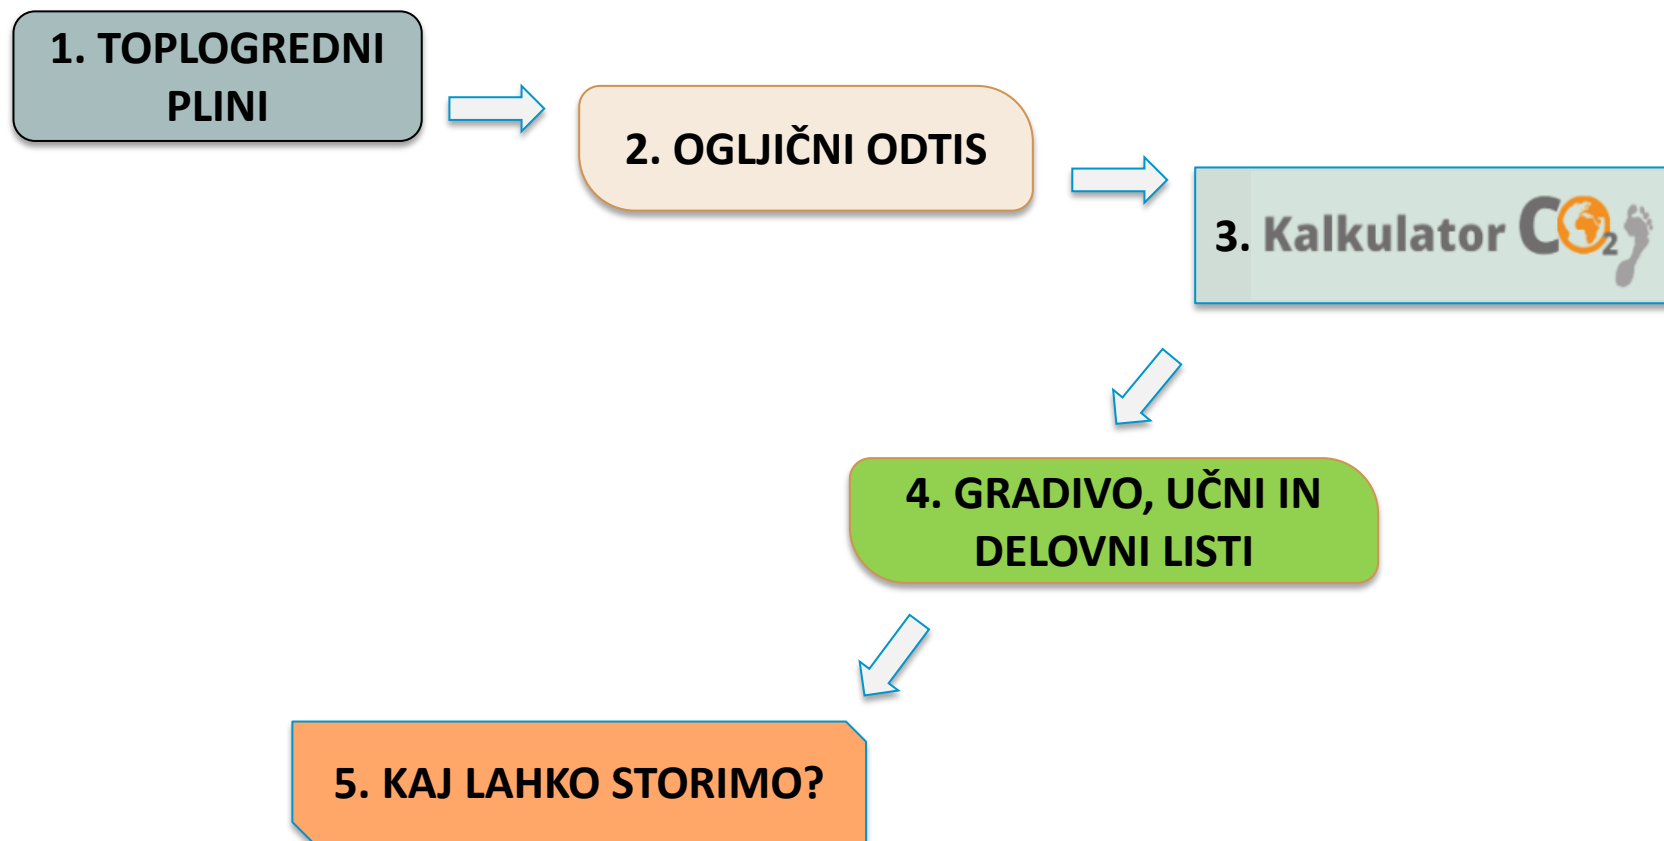 1. TOPLOGREDNI
PLINI
2. OGLJIČNI ODTIS
3. Kalkulator CO2
4. GRADIVO, UČNI IN
DELOVNI LISTI
5. KAJ LAHKO STORIMO?